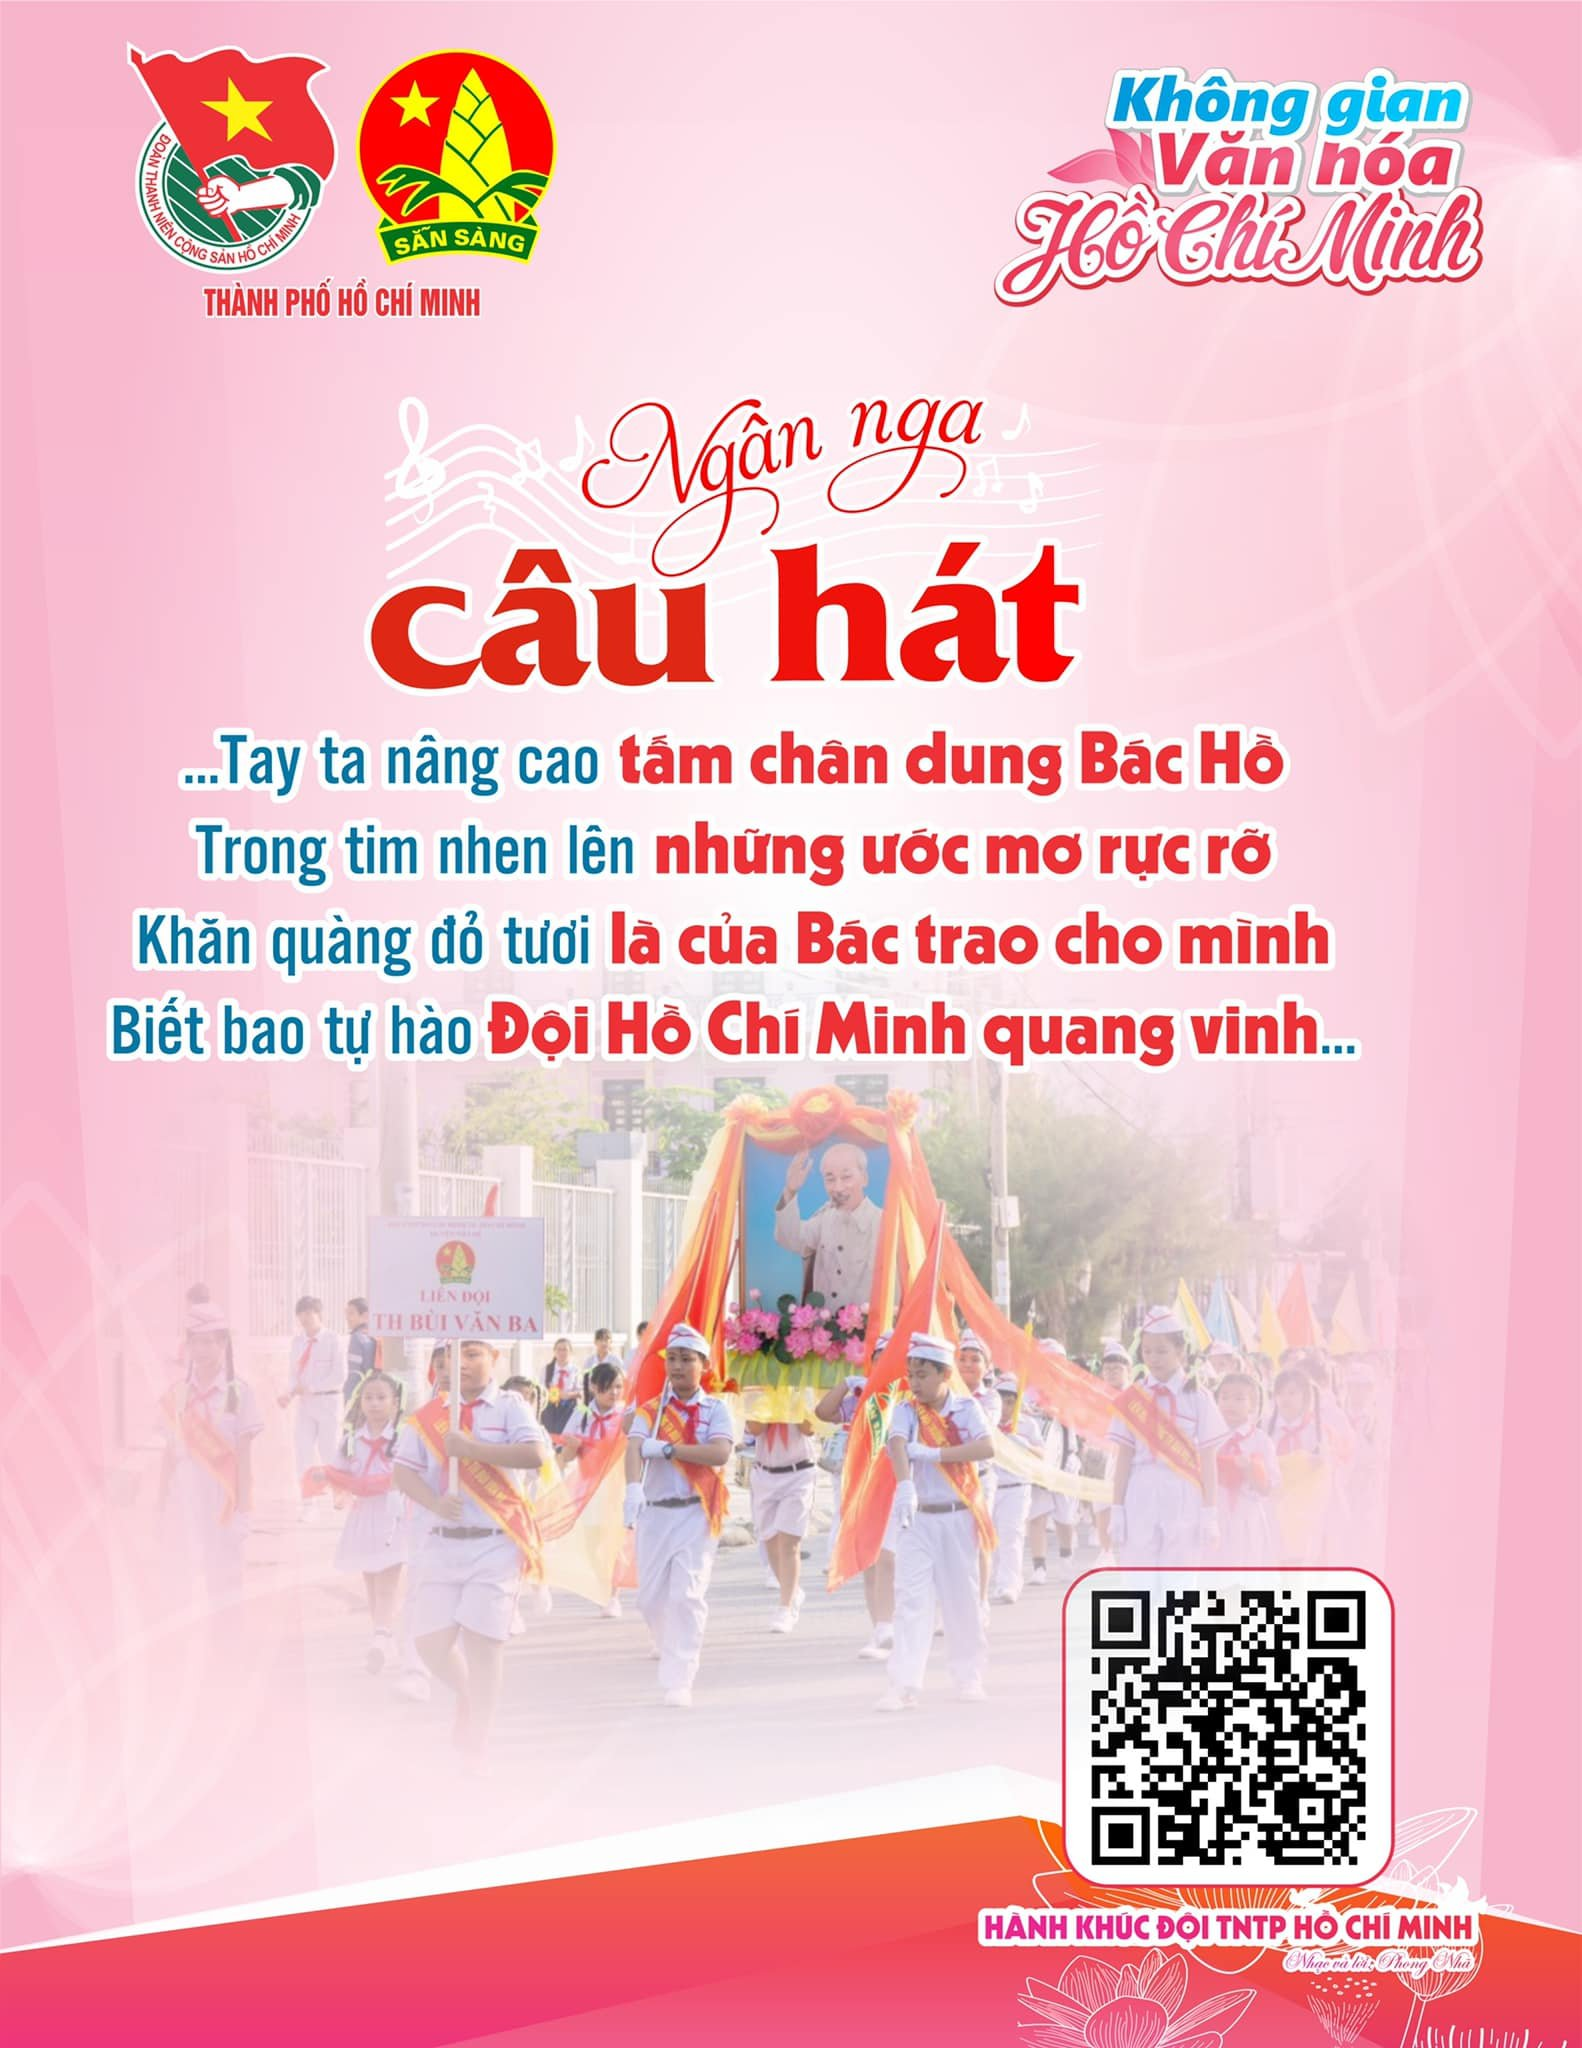 ĐOÀN THANH NIÊN CỘNG SẢN HỒ CHÍ MINH
SẴN SÀNG
THÀNH PHỐ HỒ CHÍ MINH
Không gian
Văn hóa
Hồ Chí Minh
Ngân nga
câu hát
...Tay ta nâng cao tấm chân dung Bác Hồ
Trong tim nhen lên những ước mơ rực rỡ
Khăn quàng đỏ tươi là của Bác trao cho mình
Biết bao tự hào Đội Hồ Chí Minh quang vinh...
LIÊN ĐỘI
TH BÙI VĂN BA
HÀNH KHÚC ĐỘI TNTP HỒ CHÍ MINH
Nhạc và lời: Phong Nhã